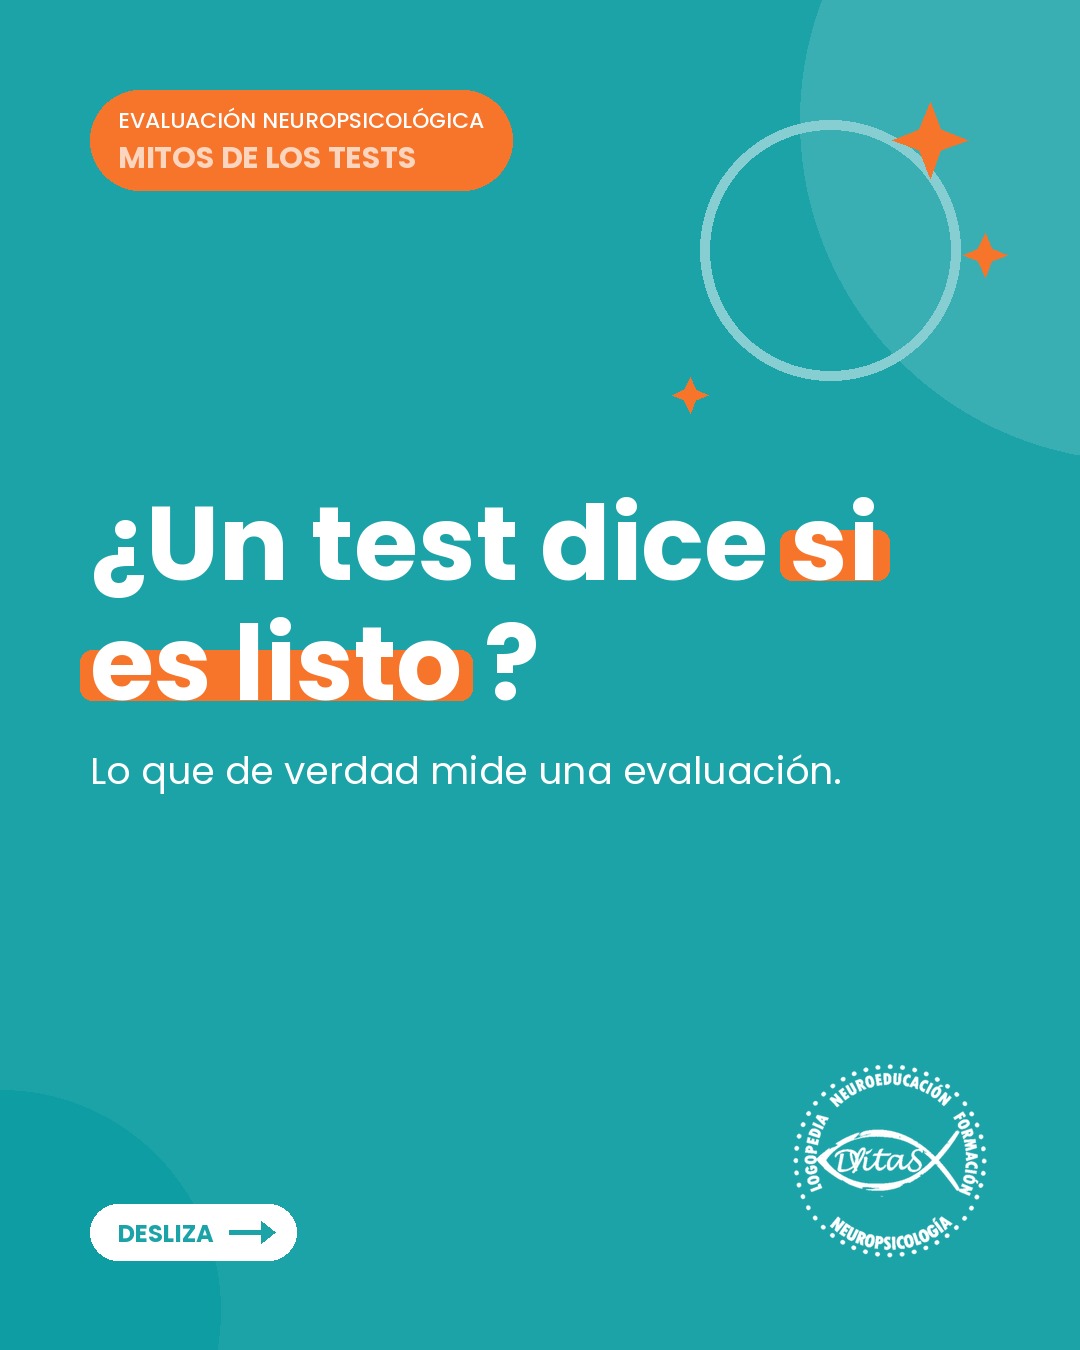 EVALUACIÓN NEUROPSICOLÓGICA
MITOS DE LOS TESTS
¿Un test dice si
es listo ?
Lo que de verdad mide una evaluación.
DESLIZA
LOGOPEDIA NEUROEDUCACIÓN FORMACIÓN
DVitaS
NEUROPSICOLOGÍA